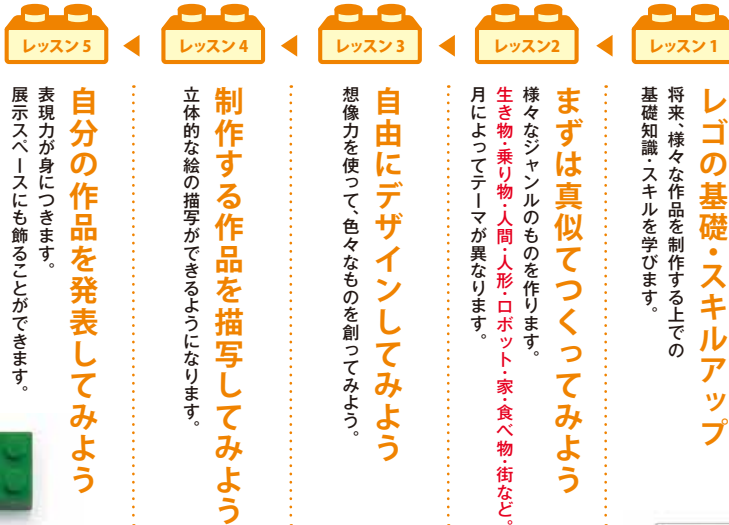 レッスン 1
レゴの基礎・スキルアップ
将来、様々な作品を制作する上での
基礎知識・スキルを学びます。
レッスン2
まずは真似てつくってみよう
様々なジャンルのものを作ります。
生き物・乗り物・人間・人形・ロボット・家・食べ物・街など。
月によってテーマが異なります。
レッスン 3
自由にデザインしてみよう
想像力を使って、色々なものを創ってみよう。
レッスン 4
制作する作品を描写してみよう
立体的な絵の描写ができるようになります。
レッスン 5
自分の作品を発表してみよう
表現力が身につきます。
展示スペースにも飾ることができます。